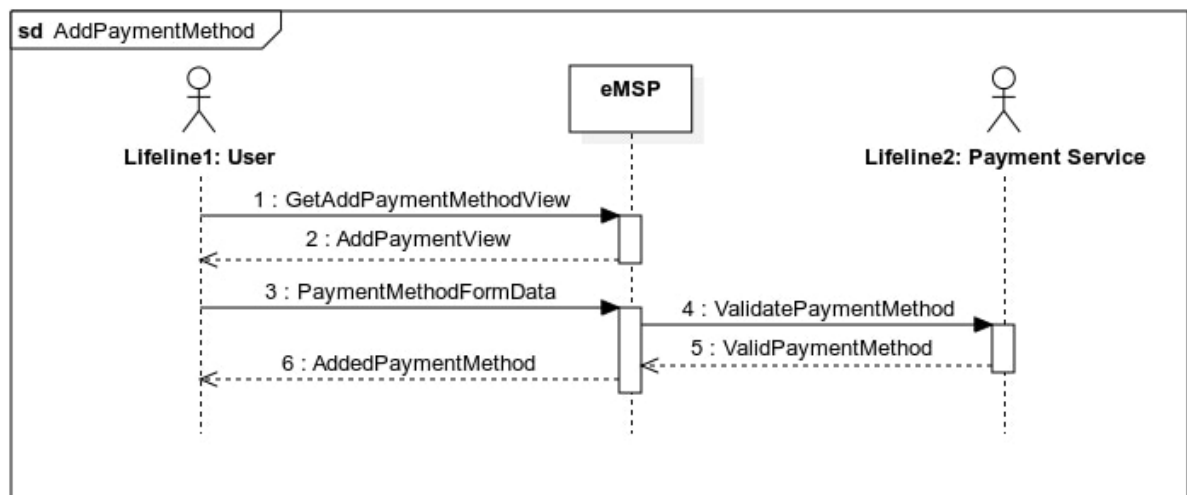 sd AddPaymentMethod
eMSP
Lifeline1: User
Lifeline2: Payment Service
1 : GetAddPaymentMethodView
2 : AddPaymentView
3 : PaymentMethodFormData
4 : ValidatePaymentMethod
5 : ValidPaymentMethod
6 : AddedPaymentMethod